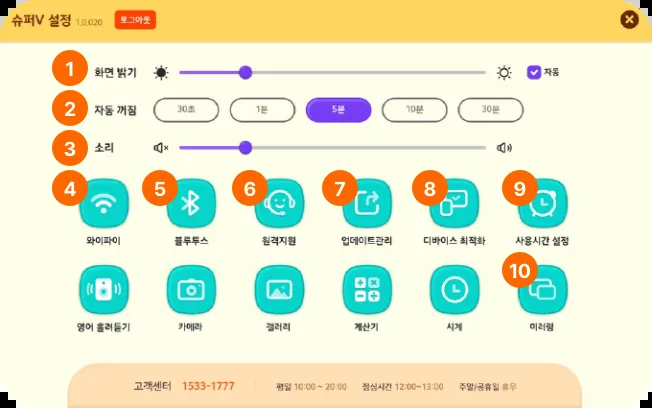 슈퍼V 설정 1.0.020 로그아웃
1 화면 밝기 자동
2 자동 꺼짐 30초 1분 5분 10분 30분
3 소리
4 5 6 7 8 9
와이파이 블루투스 원격지원 업데이트관리 디바이스 최적화 사용시간 설정
10
영어 흘려듣기 카메라 갤러리 계산기 시계 미러링
고객센터 1533-1777 평일 10:00 ~ 20:00 점심시간 12:00~13:00 주말/공휴일 휴무